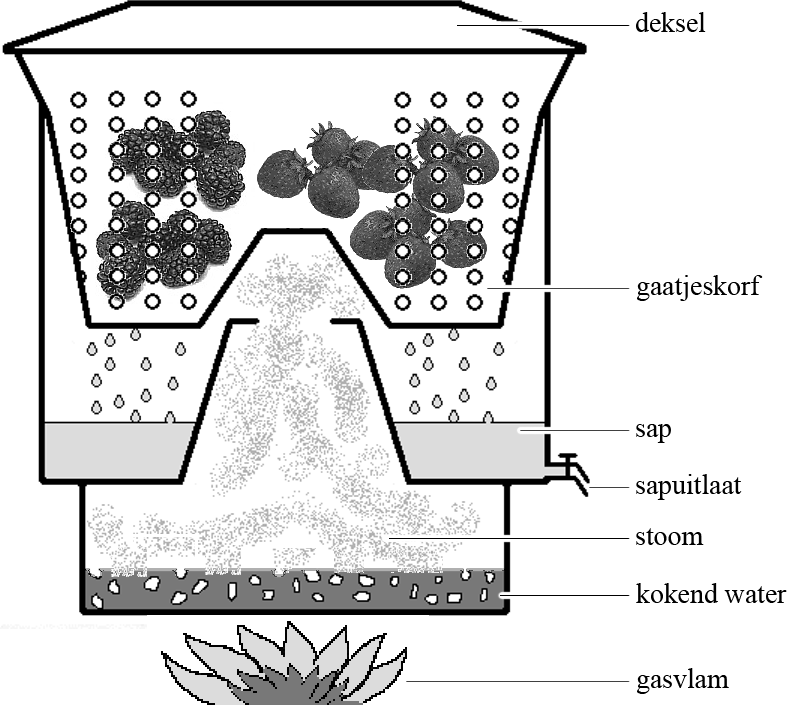 deksel
gaatjeskorf
sap
sapuitlaat
stoom
kokend water
gasvlam